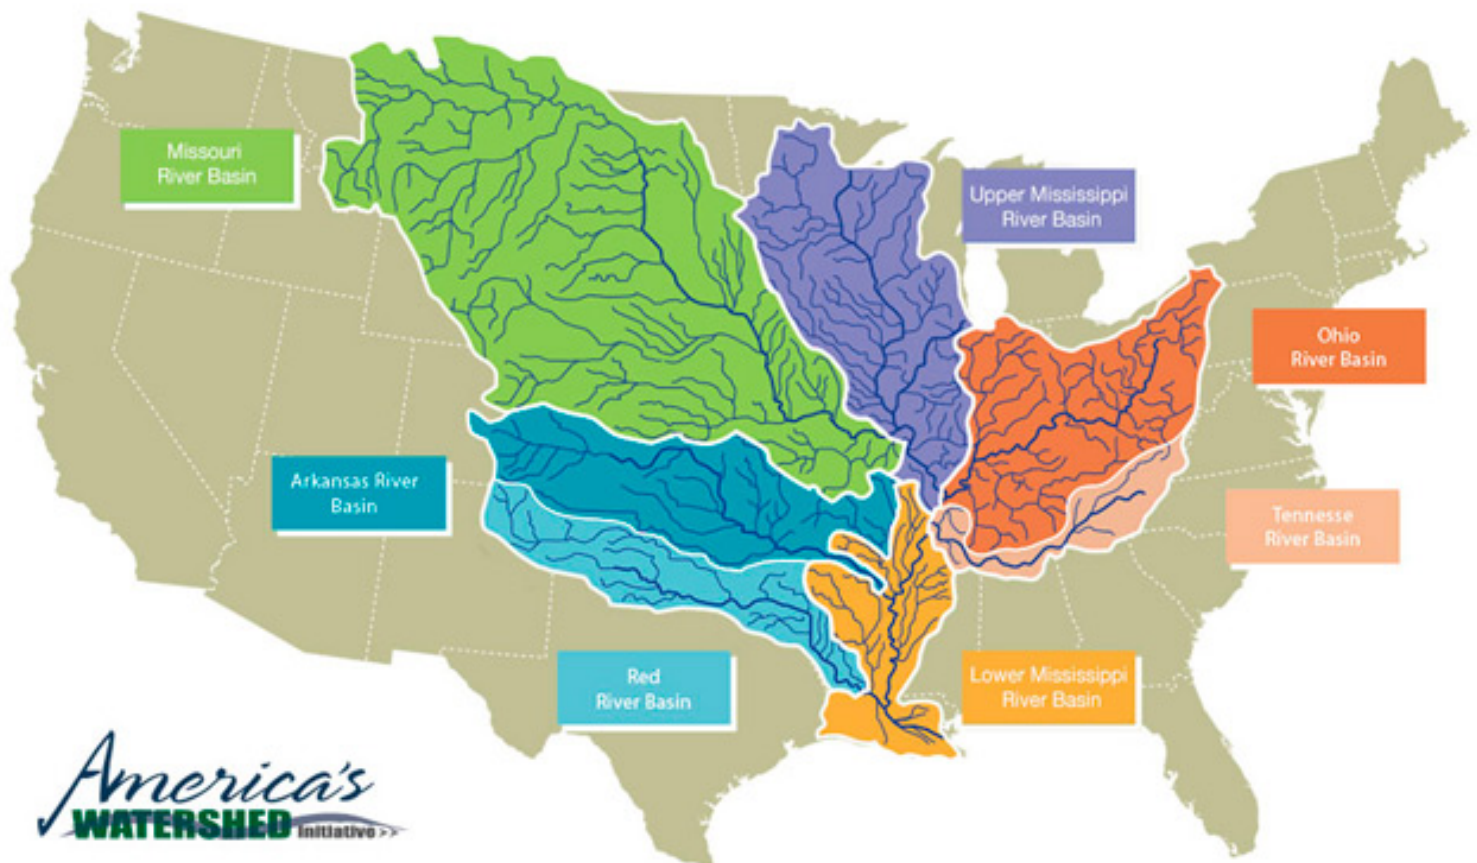 Missouri
River Basin
Upper Mississippi
River Basin
Ohio
River Basin
Arkansas River
Basin
Tennesse
River Basin
Red
River Basin
Lower Mississippi
River Basin
America's
WATERSHED Initiative >>